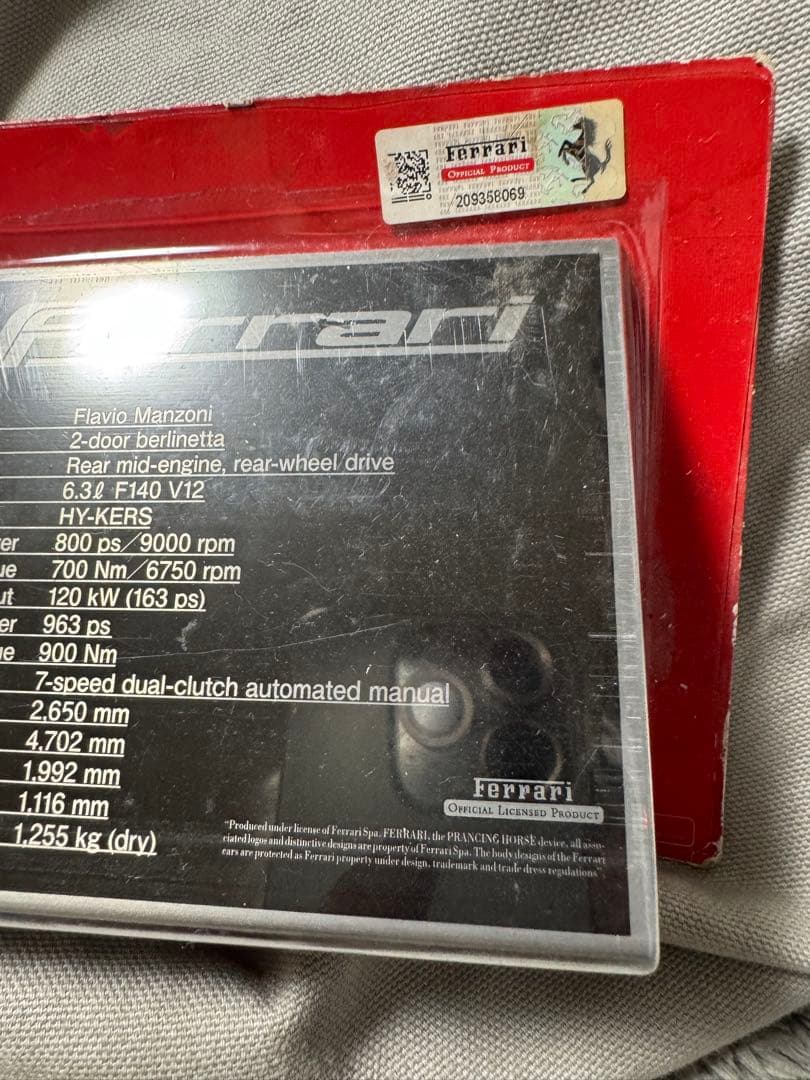 Ferrari
OFFICIAL PRODUCT
209358069
Ferrari
Flavio Manzoni
2-door berlinetta
Rear mid-engine, rear-wheel drive
6.3ℓ F140 V12
HY-KERS
er 800 ps/9000 rpm
ue 700 Nm/6750 rpm
ut 120 kW (163 ps)
er 963 ps
ue 900 Nm
7-speed dual-clutch automated manual
2,650 mm
4,702 mm
1,992 mm
1,116 mm
1,255 kg (dry)
Ferrari
OFFICIAL LICENSED PRODUCT
"Produced under license of Ferrari Spa. FERRARI, the PRANCING HORSE device, all asso-
ciated logos and distinctive designs are property of Ferrari Spa. The body designs of the Ferrari
cars are protected as Ferrari property under design, trademark and trade dress regulations"